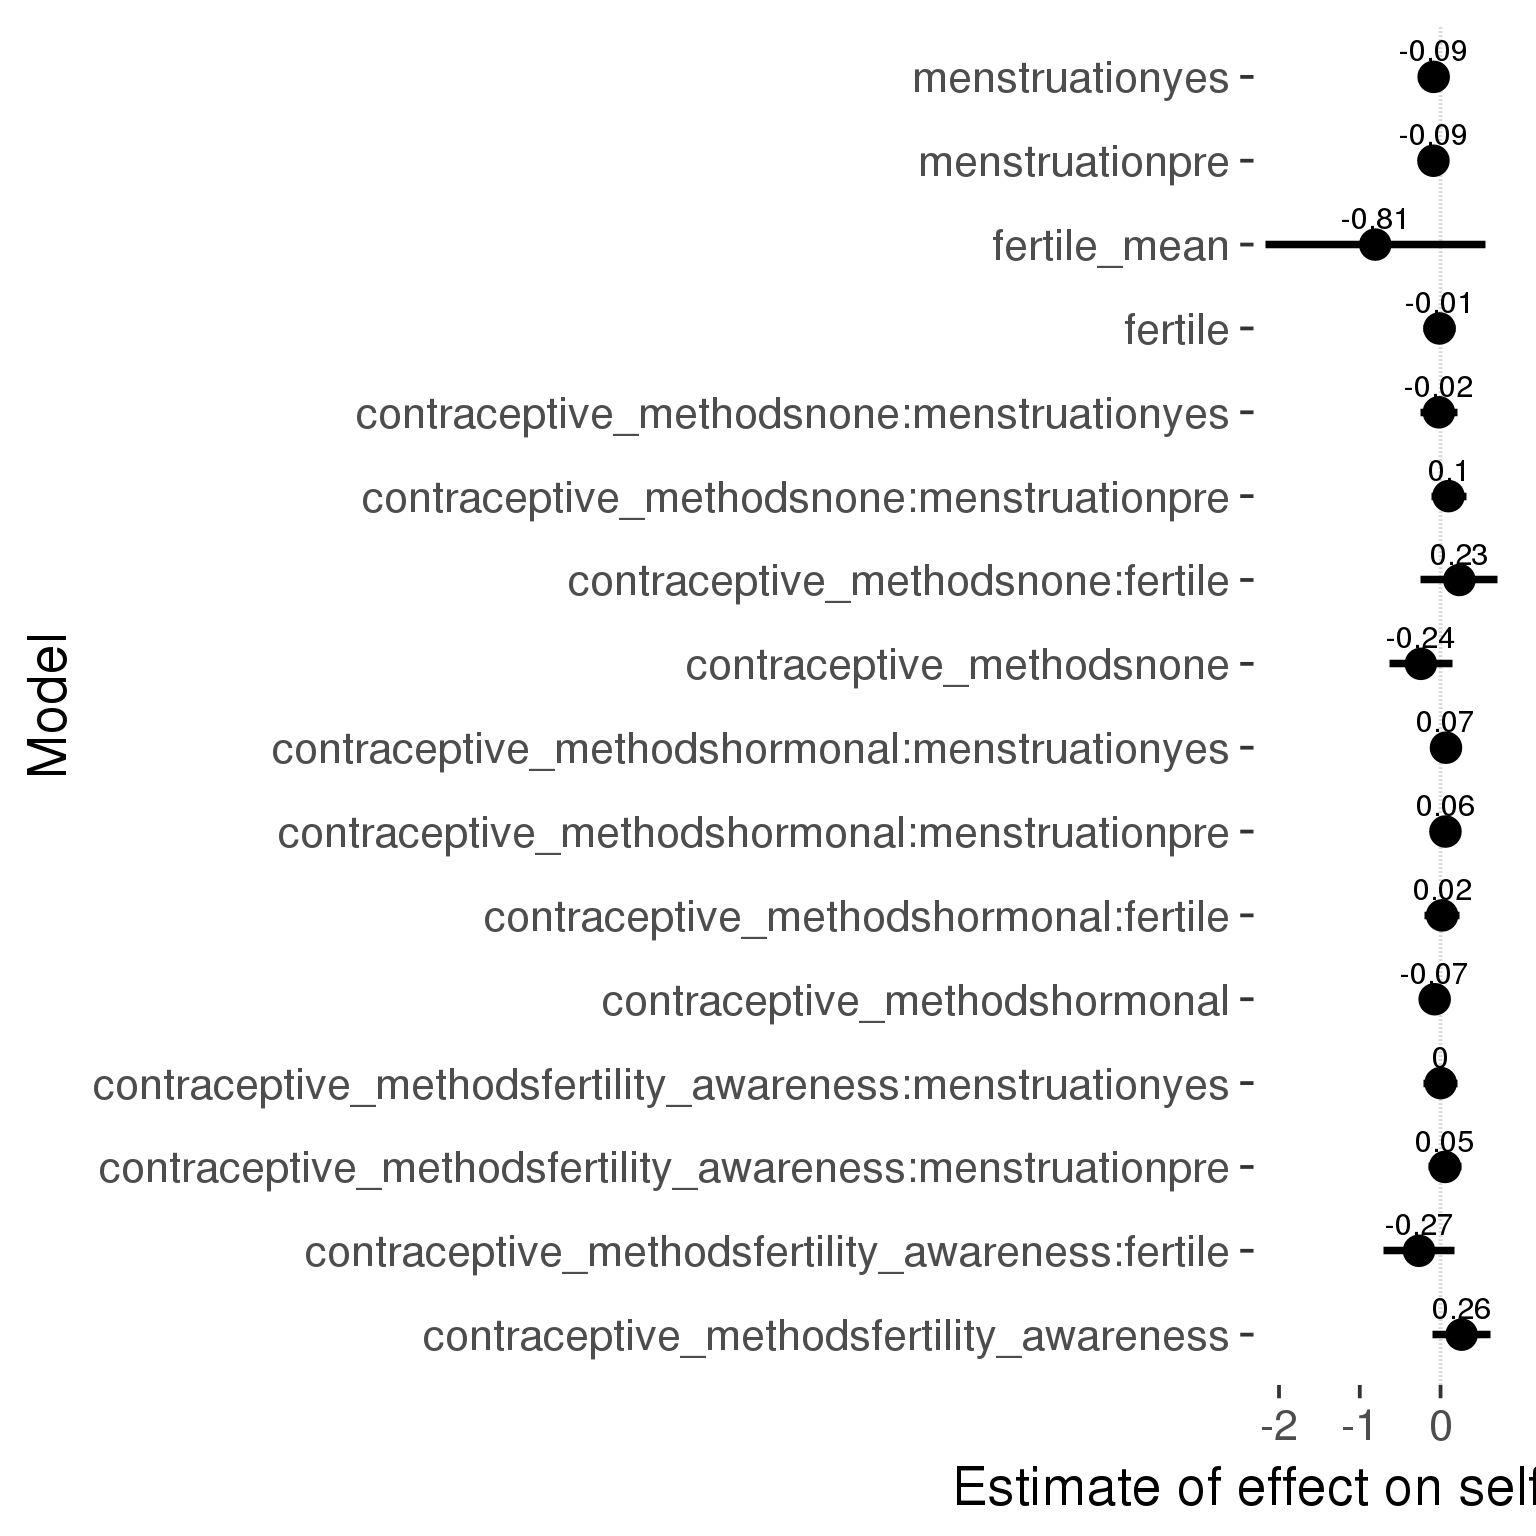 menstruationyes -0.09
menstruationpre -0.09
fertile_mean -0.81
fertile -0.01
contraceptive_methodsnone:menstruationyes -0.02
contraceptive_methodsnone:menstruationpre 0.1
contraceptive_methodsnone:fertile 0.23
contraceptive_methodsnone -0.24
contraceptive_methodshormonal:menstruationyes 0.07
contraceptive_methodshormonal:menstruationpre 0.06
contraceptive_methodshormonal:fertile 0.02
contraceptive_methodshormonal -0.07
contraceptive_methodsfertility_awareness:menstruationyes 0
contraceptive_methodsfertility_awareness:menstruationpre 0.05
contraceptive_methodsfertility_awareness:fertile -0.27
contraceptive_methodsfertility_awareness 0.26
Model
-2 -1 0
Estimate of effect on self